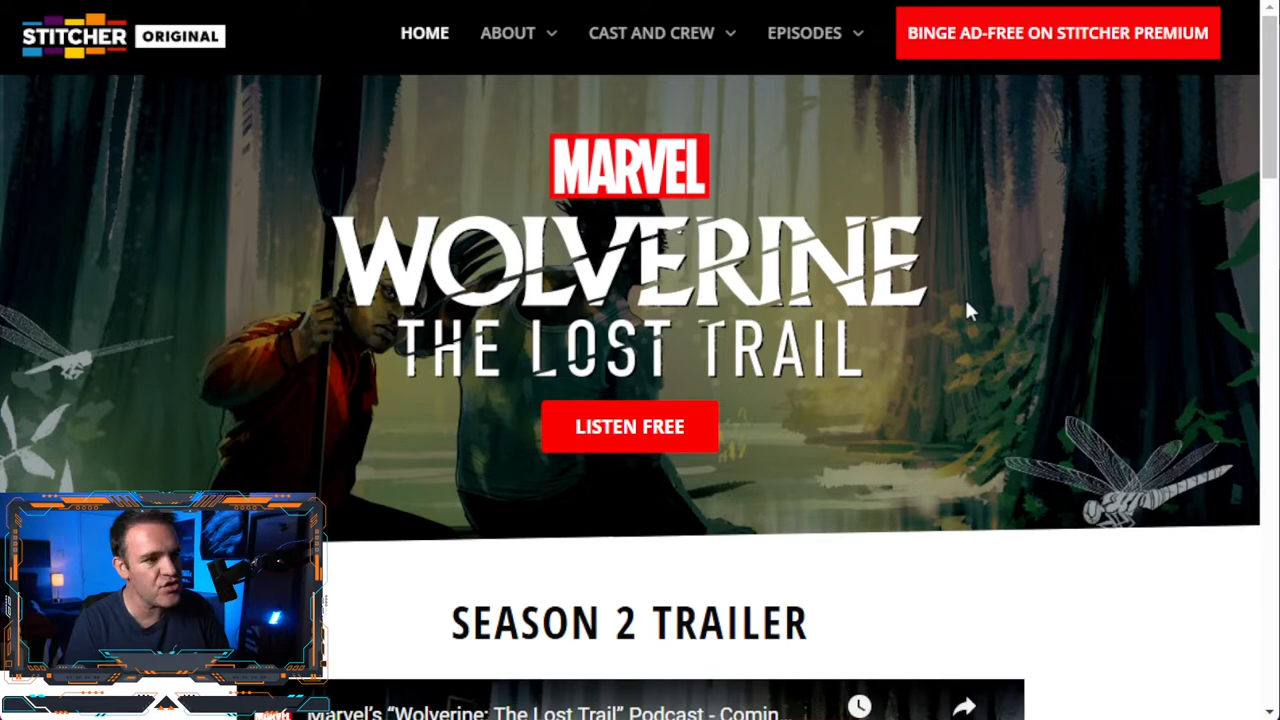 STITCHER ORIGINAL
HOME ABOUT CAST AND CREW EPISODES BINGE AD-FREE ON STITCHER PREMIUM
MARVEL
WOLVERINE
THE LOST TRAIL
LISTEN FREE
SEASON 2 TRAILER
MARVEL
Marvel's “Wolverine: The Lost Trail” Podcast - Comin...